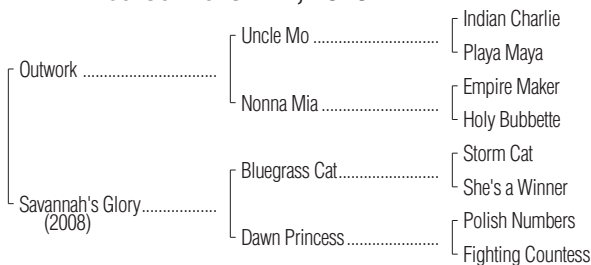 Indian Charlie
Uncle Mo
Playa Maya
Outwork
Empire Maker
Nonna Mia
Holy Bubbette
Storm Cat
Bluegrass Cat
She's a Winner
Savannah's Glory
(2008)
Polish Numbers
Dawn Princess
Fighting Countess